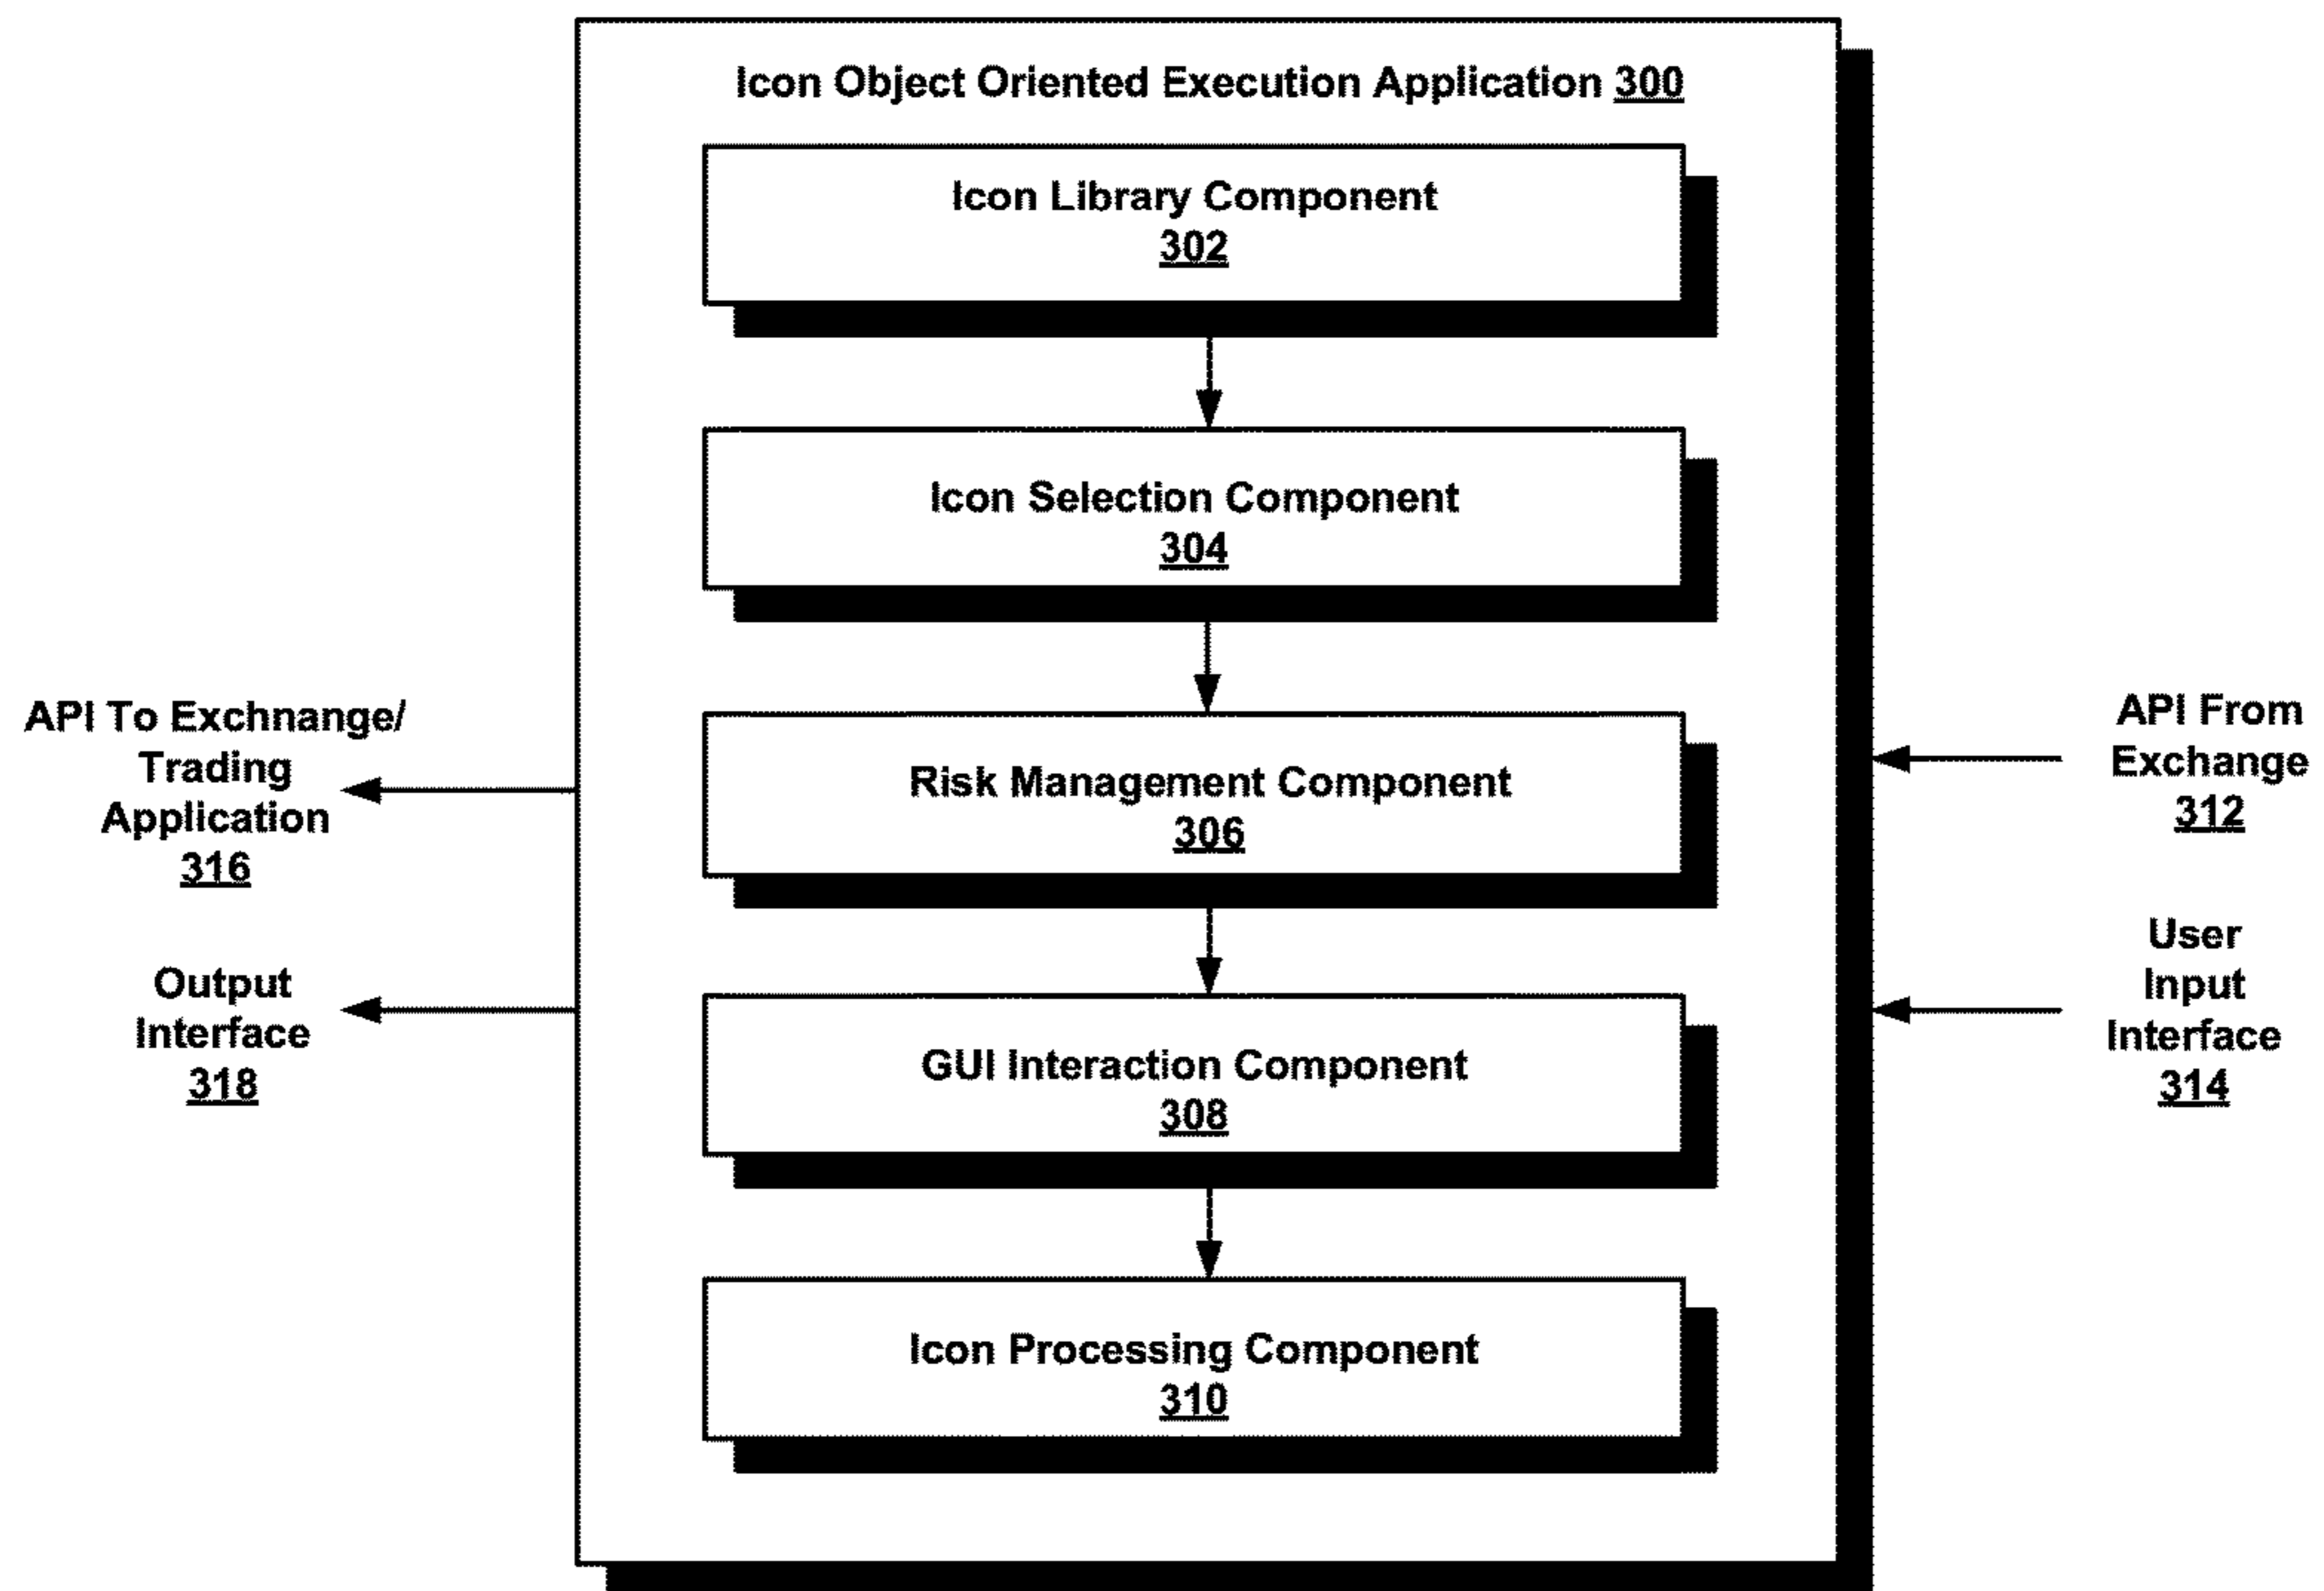 Icon Object Oriented Execution Application 300
Icon Library Component
302
Icon Selection Component
304
Risk Management Component
306
GUI Interaction Component
308
Icon Processing Component
310
API To Exchnange/
Trading
Application
316
Output
Interface
318
API From
Exchange
312
User
Input
Interface
314